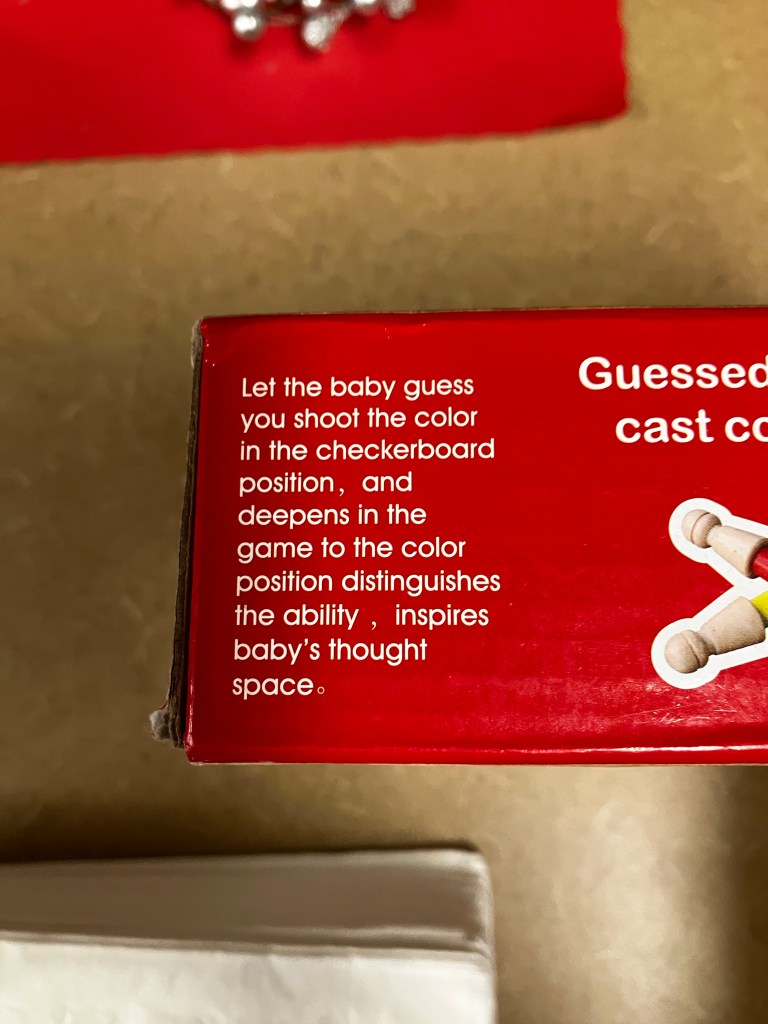 Let the baby guess
you shoot the color
in the checkerboard
position，and
deepens in the
game to the color
position distinguishes
the ability ，inspires
baby's thought
space。
Guessed
cast